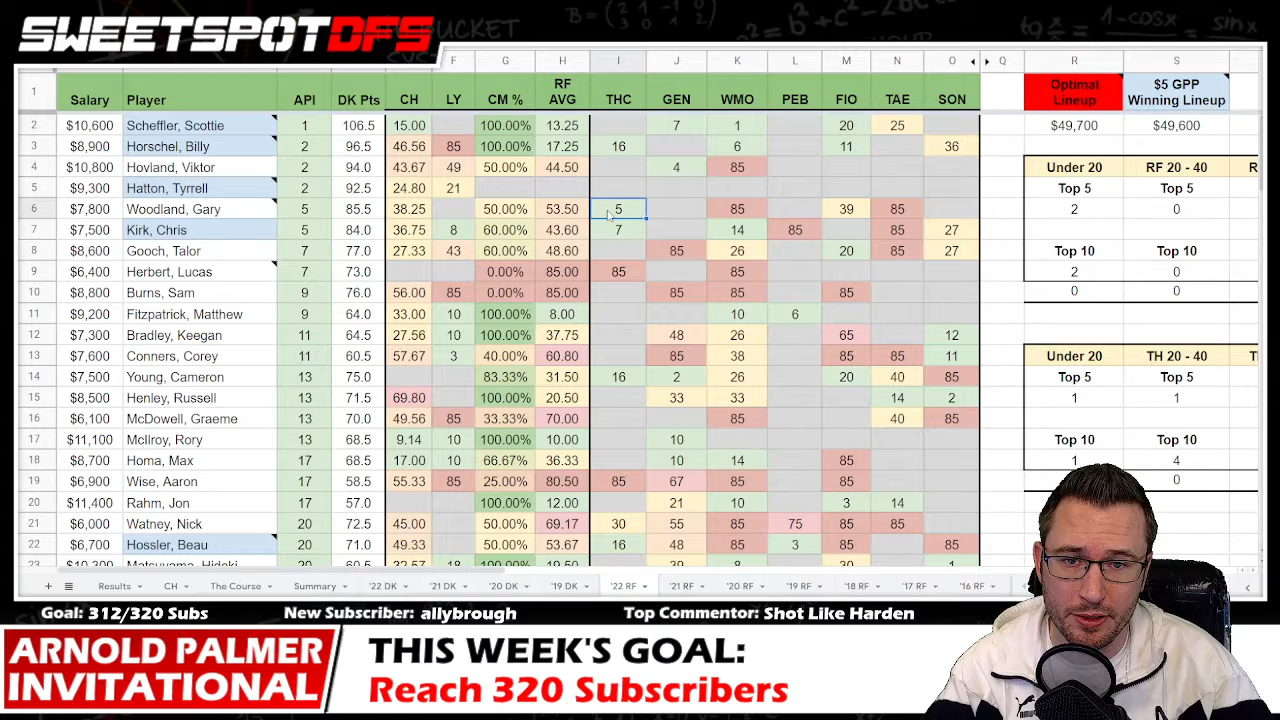 SWEETSPOTDFS
F G H I J K L M N O Q R S
1 Salary Player API DK Pts CH LY CM % RF AVG THC GEN WMO PEB FIO TAE SON Optimal Lineup $5 GPP Winning Lineup
2 $10,600 Scheffler, Scottie 1 106.5 15.00 100.00% 13.25 7 1 20 25 $49,700 $49,600
3 $8,900 Horschel, Billy 2 96.5 46.56 85 100.00% 17.25 16 6 11 36
4 $10,800 Hovland, Viktor 2 94.5 43.67 49 50.00% 44.50 4 85 Under 20 RF 20 - 40
5 $9,300 Hatton, Tyrrell 2 92.5 24.80 21 Top 5 Top 5
6 $7,800 Woodland, Gary 5 85.5 38.25 50.00% 53.50 5 85 39 85 2 0
7 $7,500 Kirk, Chris 5 84.0 36.75 8 60.00% 43.60 7 14 85 85 27
8 $8,600 Gooch, Talor 7 77.0 27.33 43 60.00% 48.60 85 26 20 85 27 Top 10 Top 10
9 $6,400 Herbert, Lucas 7 73.0 0.00% 85.00 85 85 2 0
10 $8,800 Burns, Sam 9 76.0 56.00 85 0.00% 85.00 85 85 85 0 0
11 $9,200 Fitzpatrick, Matthew 9 64.0 33.00 10 100.00% 8.00 10 6
12 $7,300 Bradley, Keegan 11 64.5 27.56 10 100.00% 37.75 48 26 65 12
13 $7,600 Conners, Corey 11 60.5 57.67 3 40.00% 60.80 85 38 85 85 11 Under 20 TH 20 - 40
14 $7,500 Young, Cameron 13 75.0 83.33% 31.50 16 2 26 20 40 85 Top 5 Top 5
15 $8,500 Henley, Russell 13 71.5 69.80 100.00% 20.50 33 33 14 2 1 1
16 $6,100 McDowell, Graeme 13 70.0 49.56 85 33.33% 70.00 85 40 85
17 $11,100 McIlroy, Rory 13 68.5 9.14 10 100.00% 10.00 10 Top 10 Top 10
18 $8,700 Homa, Max 17 68.5 17.00 10 66.67% 36.33 10 14 85 1 4
19 $6,900 Wise, Aaron 17 58.5 55.33 85 25.00% 80.50 85 67 85 85 0
20 $11,400 Rahm, Jon 17 57.0 100.00% 12.00 21 10 3 14
21 $6,000 Watney, Nick 20 72.5 45.00 50.00% 69.17 30 55 85 75 85 85
22 $6,700 Hossler, Beau 20 71.0 49.33 50.00% 53.67 16 48 85 3 85 85
+ Results CH The Course Summary '22 DK '21 DK '20 DK '19 DK '22 RF '21 RF '20 RF '19 RF '18 RF '17 RF '16 RF
Goal: 312/320 Subs New Subscriber: allybrough Top Commentor: Shot Like Harden
ARNOLD PALMER
INVITATIONAL
THIS WEEK'S GOAL:
Reach 320 Subscribers